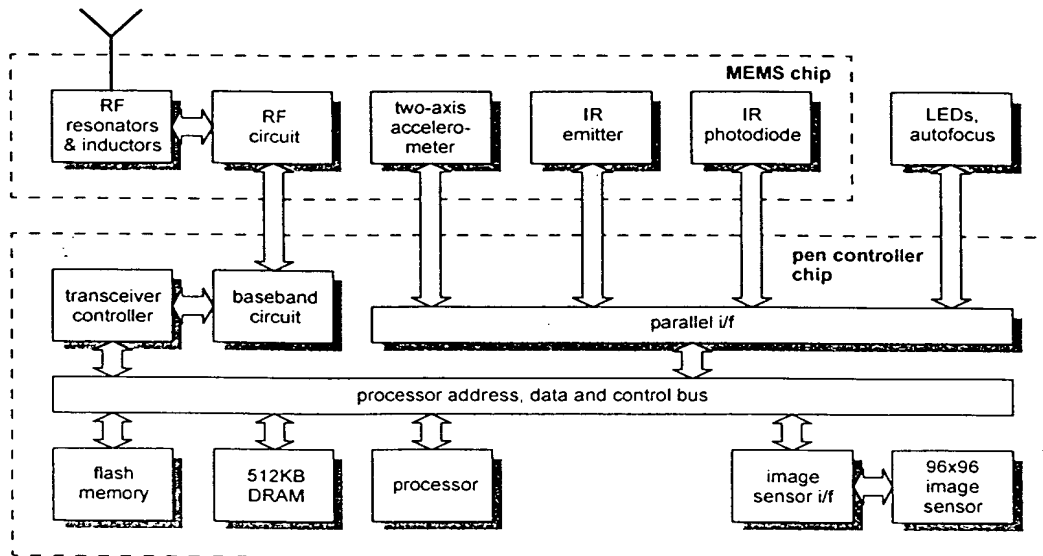 MEMS chip
RF
resonators
& inductors
RF
circuit
two-axis
accelero-
meter
IR
emitter
IR
photodiode
LEDs,
autofocus
pen controller
chip
transceiver
controller
baseband
circuit
parallel i/f
processor address, data and control bus
flash
memory
512KB
DRAM
processor
image
sensor i/f
96x96
image
sensor